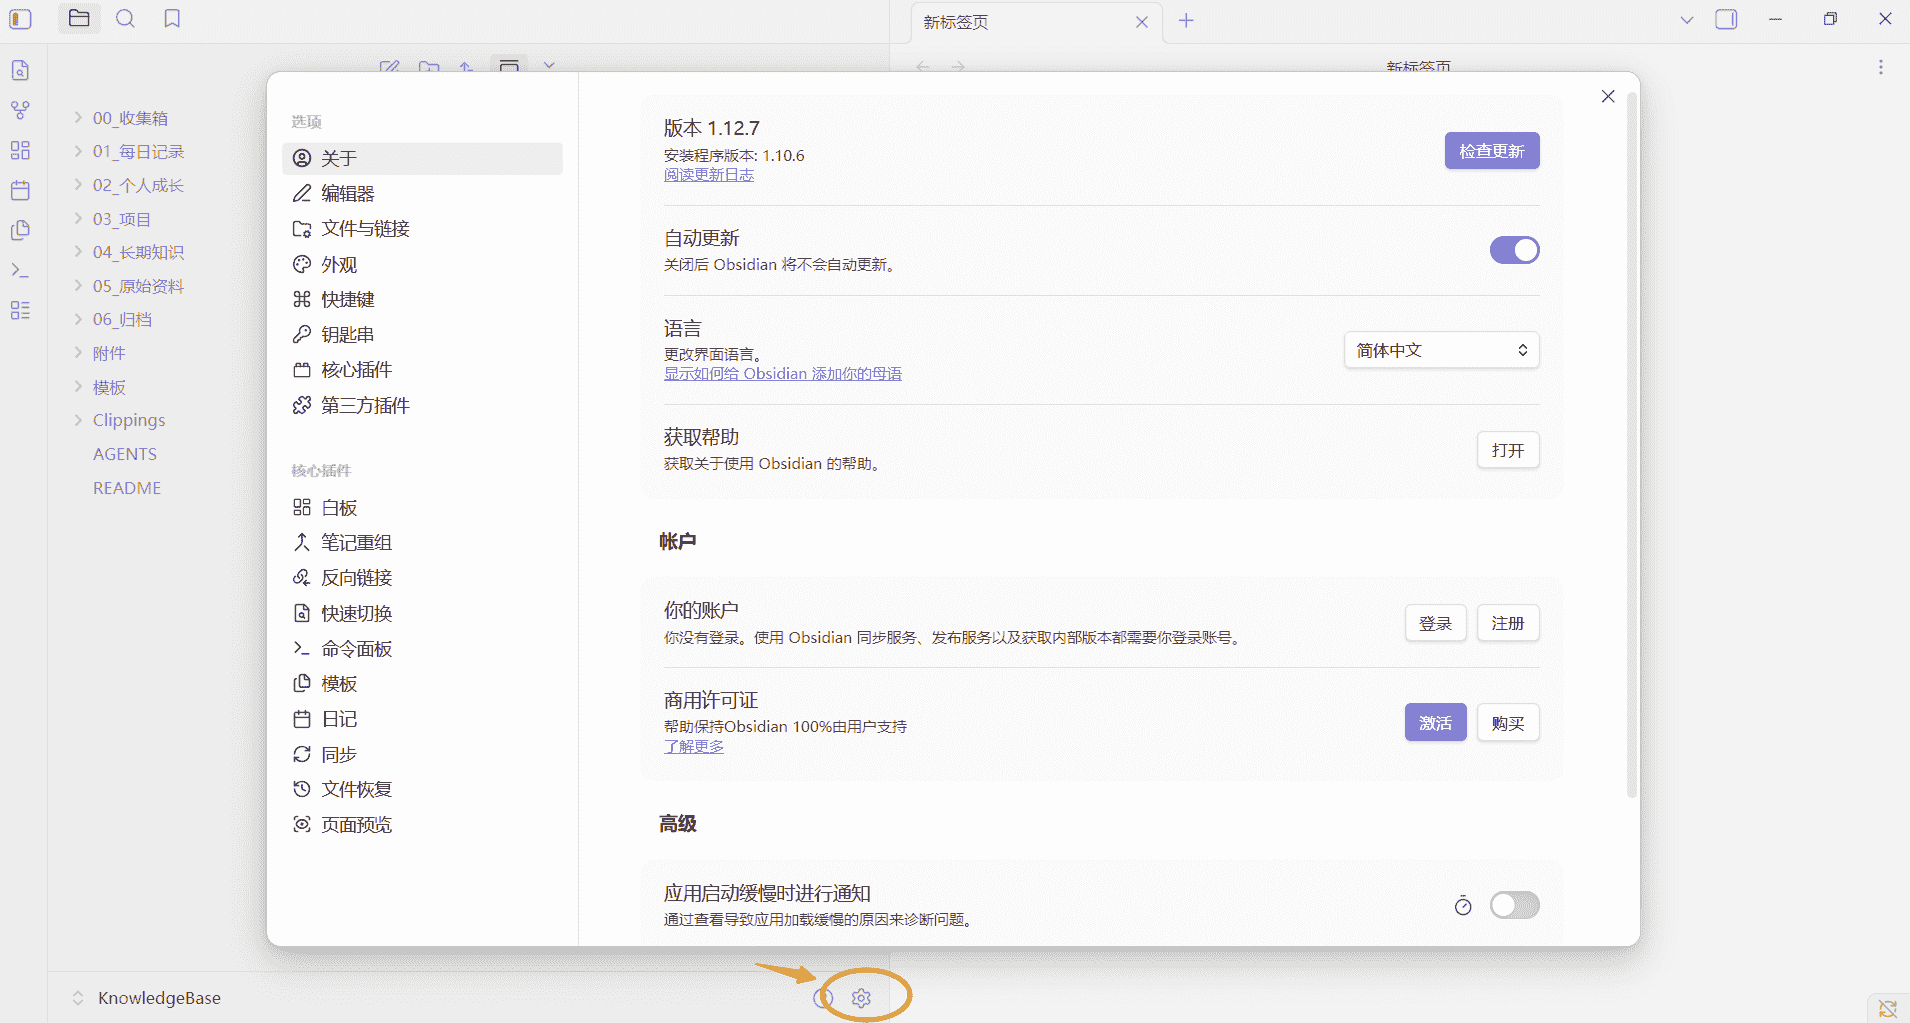 新标签页
新标签页
00_收集箱
01_每日记录
02_个人成长
03_项目
04_长期知识
05_原始资料
06_归档
附件
模板
Clippings
AGENTS
README
KnowledgeBase
选项
关于
编辑器
文件与链接
外观
快捷键
钥匙串
核心插件
第三方插件
核心插件
白板
笔记重组
反向链接
快速切换
命令面板
模板
日记
同步
文件恢复
页面预览
版本 1.12.7
安装程序版本: 1.10.6
阅读更新日志
检查更新
自动更新
关闭后 Obsidian 将不会自动更新。
语言
更改界面语言。
显示如何给 Obsidian 添加你的母语
简体中文
获取帮助
获取关于使用 Obsidian 的帮助。
打开
帐户
你的账户
你没有登录。使用 Obsidian 同步服务、发布服务以及获取内部版本都需要你登录账号。
登录
注册
商用许可证
帮助保持Obsidian 100%由用户支持
了解更多
激活
购买
高级
应用启动缓慢时进行通知
通过查看导致应用加载缓慢的原因来诊断问题。